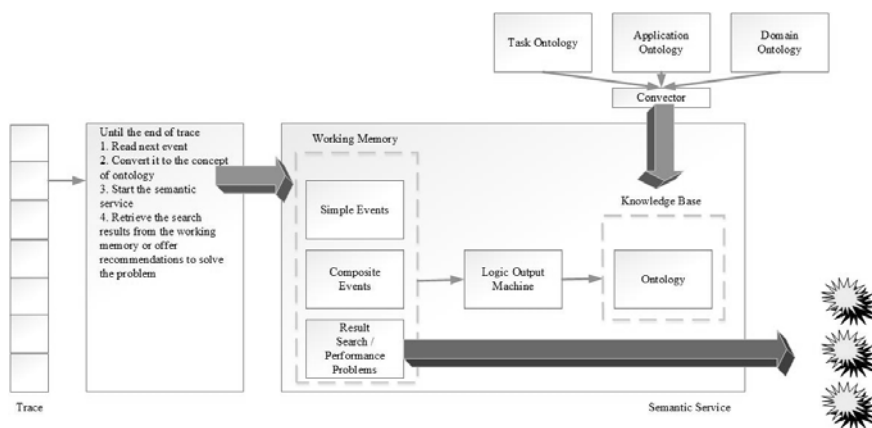 Task Ontology
Application
Ontology
Domain
Ontology
Convector
Until the end of trace
1. Read next event
2. Convert it to the concept
of ontology
3. Start the semantic
service
4. Retrieve the search
results from the working
memory or offer
recommendations to solve
the problem
Working Memory
Simple Events
Composite
Events
Result
Search /
Performance
Problems
Logic Output
Machine
Knowledge Base
Ontology
Trace
Semantic Service